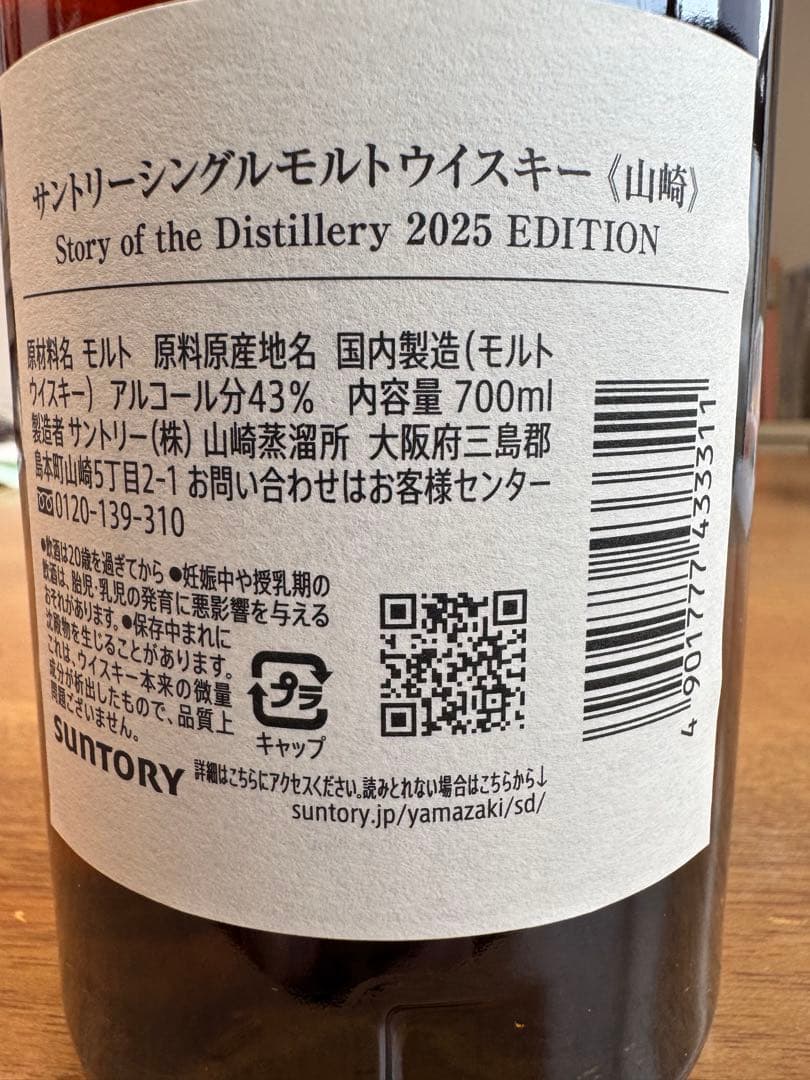 サントリーシングルモルトウイスキー《山崎》
Story of the Distillery 2025 EDITION
原材料名 モルト 原料原産地名 国内製造(モルト
ウイスキー) アルコール分43% 内容量 700ml
製造者 サントリー(株) 山崎蒸溜所 大阪府三島郡
島本町山崎5丁目2-1 お問い合わせはお客様センター
0120-139-310
●飲酒は20歳を過ぎてから ●妊娠中や授乳期の
飲酒は、胎児・乳児の発育に悪影響を与える
おそれがあります。●保存中まれに
沈殿物を生じることがあります。
これは、ウイスキー本来の微量
成分が析出したもので、品質上
問題ございません。
プラ
キャップ
SUNTORY
詳細はこちらにアクセスください。読みとれない場合はこちらから↓
suntory.jp/yamazaki/sd/
4 901777 433311